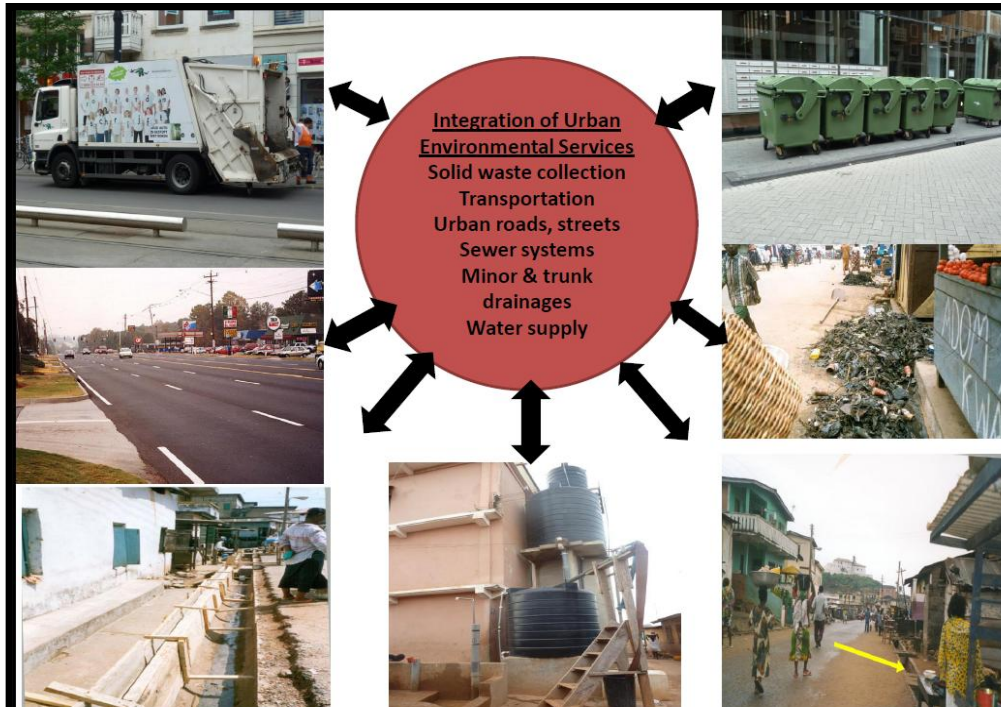 Integration of Urban
Environmental Services
Solid waste collection
Transportation
Urban roads, streets
Sewer systems
Minor & trunk
drainages
Water supply